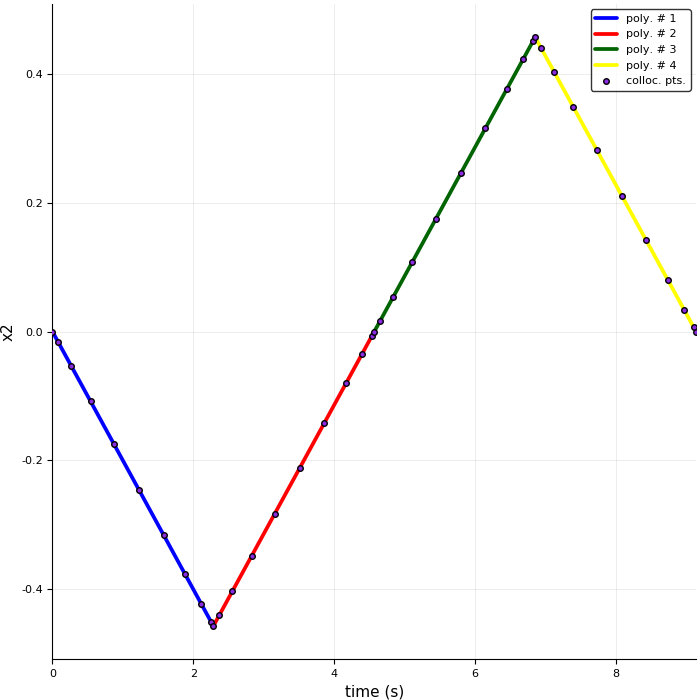 poly. # 1
poly. # 2
poly. # 3
poly. # 4
colloc. pts.
0.4
0.2
0.0
-0.2
-0.4
x2
0 2 4 6 8
time (s)